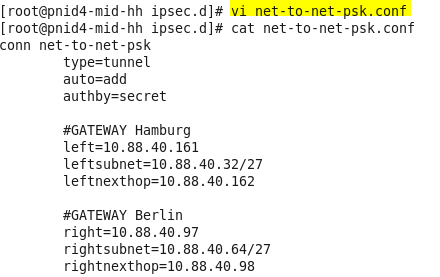 [root@pnid4-mid-hh ipsec.d]# vi net-to-net-psk.conf
[root@pnid4-mid-hh ipsec.d]# cat net-to-net-psk.conf
conn net-to-net-psk
type=tunnel
auto=add
authby=secret
#GATEWAY Hamburg
left=10.88.40.161
leftsubnet=10.88.40.32/27
leftnexthop=10.88.40.162
#GATEWAY Berlin
right=10.88.40.97
rightsubnet=10.88.40.64/27
rightnexthop=10.88.40.98